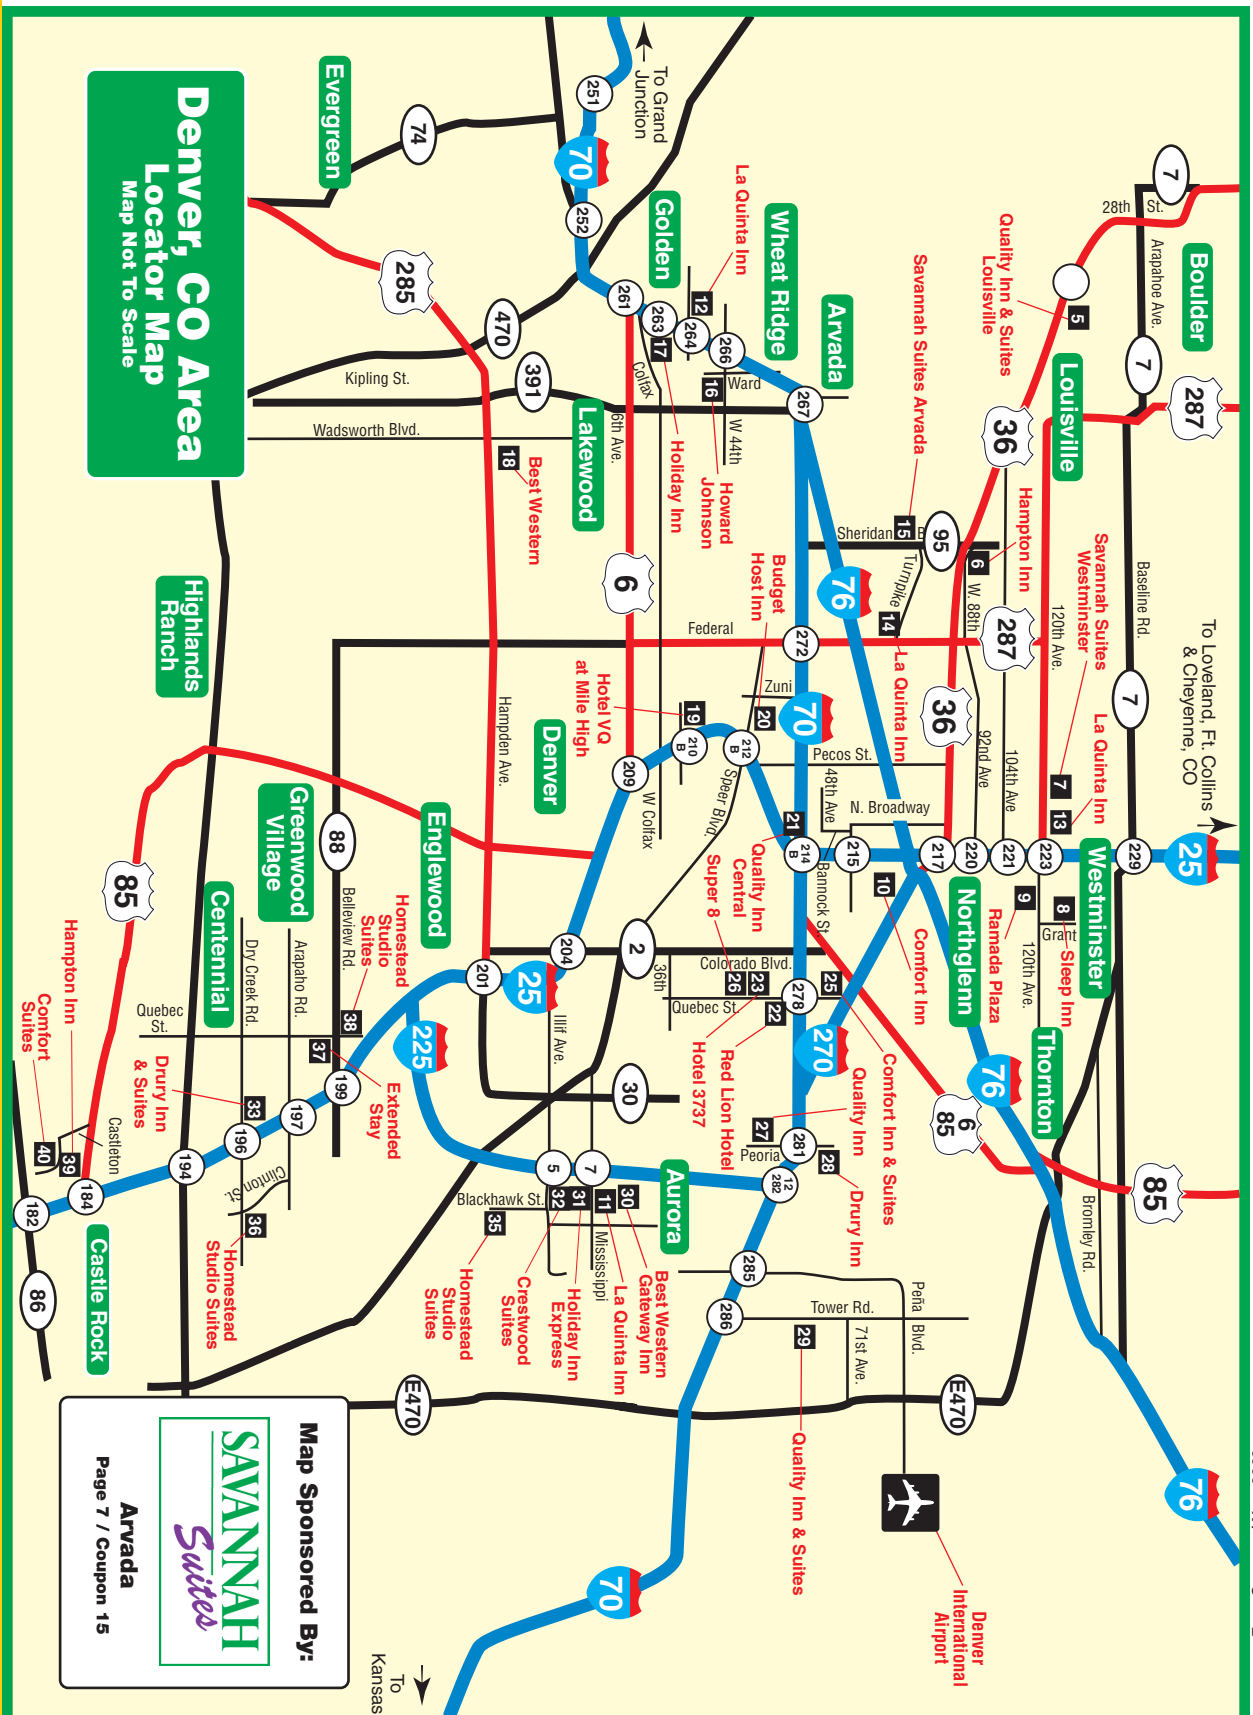 Denver, CO Area
Locator Map
Map Not To Scale
To Loveland, Ft. Collins
& Cheyenne, CO
To Grand
Junction
To
Kansas
Boulder
Louisville
Westminster
Thornton
Northglenn
Arvada
Wheat Ridge
Golden
Lakewood
Evergreen
Denver
Englewood
Greenwood
Village
Centennial
Highlands
Ranch
Aurora
Castle Rock
7
28th St.
Arapahoe Ave.
7
287
Baseline Rd.
7
229
25
Quality Inn & Suites
Louisville
5
36
Hampton Inn
6
Savannah Suites
Westminster
7
La Quinta Inn
13
120th Ave.
287
104th Ave
92nd Ave
W. 88th
36
223
221
220
217
8
Sleep Inn
Grant
9
Ramada Plaza
120th Ave.
Savannah Suites Arvada
15
Sheridan B
95
Turnpike
14
La Quinta Inn
76
10
Comfort Inn
N. Broadway
48th Ave
215
Pecos St.
Bannock St.
76
Bromley Rd.
85
6
85
76
E470
La Quinta Inn
12
251
70
252
261
263
264
266
267
17
Holiday Inn
16
Howard
Johnson
Ward
W 44th
Colfax
6th Ave.
6
Federal
272
70
Budget
Host Inn
20
Zuni
212
B
210
B
19
Hotel VQ
at Mile High
209
W Colfax
Speer Blvd.
21
214
B
Quality Inn
Central
Super 8
26
23
Hotel 3737
22
Red Lion Hotel
25
Comfort Inn & Suites
Colorado Blvd.
Quebec St.
36th
2
278
270
27
Quality Inn
28
Drury Inn
Peoria
281
12
282
285
286
Tower Rd.
71st Ave.
Peña Blvd.
29
Quality Inn & Suites
Denver
International
Airport
70
74
285
470
391
Kipling St.
Wadsworth Blvd.
18
Best Western
Hampden Ave.
204
201
25
225
Iliff Ave.
30
5
7
Mississippi
Blackhawk St.
30
Best Western
Gateway Inn
11
La Quinta Inn
31
Holiday Inn
Express
32
Crestwood
Suites
35
Homestead
Studio
Suites
88
Belleview Rd.
Homestead
Studio
Suites
38
37
Extended
Stay
199
Arapaho Rd.
197
Dry Creek Rd.
196
33
Drury Inn
& Suites
Clinton St.
36
Homestead
Studio Suites
Quebec
St.
194
85
Hampton Inn
39
Comfort
Suites
40
Castleton
184
182
86
E470
Map Sponsored By:
SAVANNAH
Suites
Arvada
Page 7 / Coupon 15